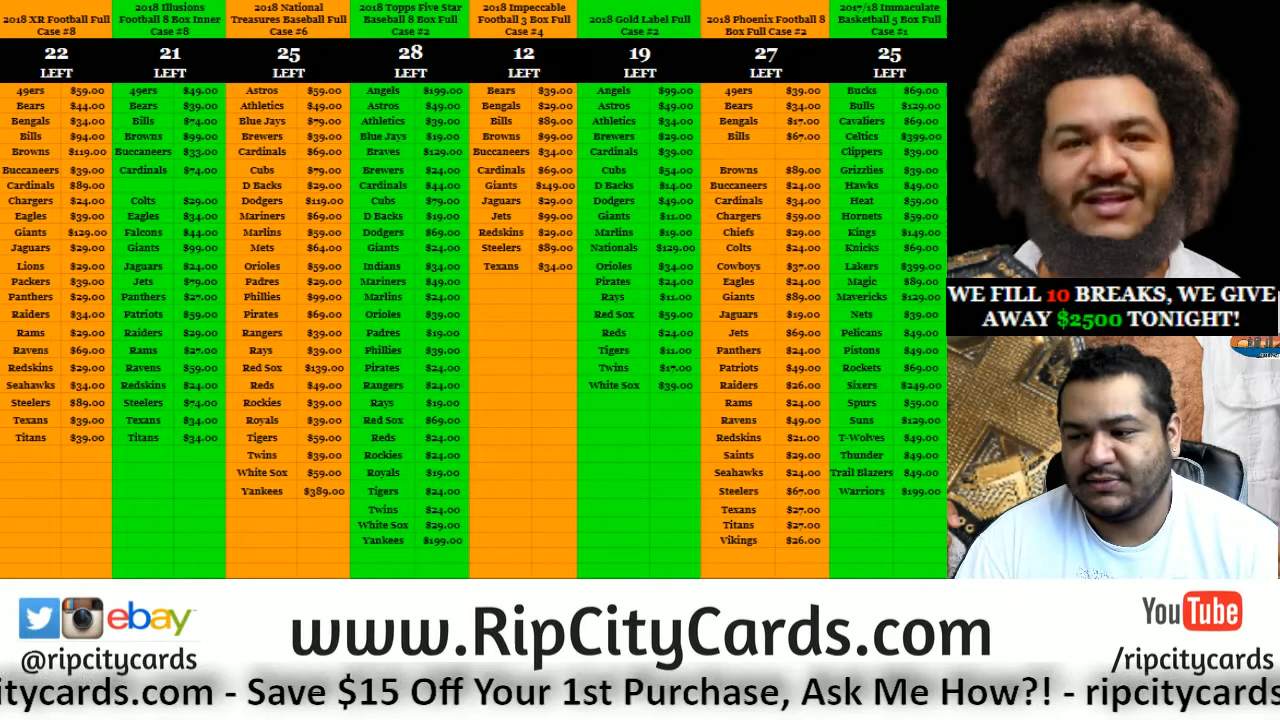 2018 XR Football Full Case #8
22
LEFT
49ers $59.00
Bears $44.00
Bengals $34.00
Bills $94.00
Browns $119.00
Buccaneers $39.00
Cardinals $89.00
Chargers $24.00
Eagles $39.00
Giants $129.00
Jaguars $29.00
Lions $29.00
Packers $39.00
Panthers $29.00
Raiders $34.00
Rams $29.00
Ravens $69.00
Redskins $29.00
Seahawks $34.00
Steelers $89.00
Texans $39.00
Titans $39.00
2018 Illusions Football 8 Box Inner Case #8
21
LEFT
49ers $49.00
Bears $39.00
Bills $74.00
Browns $99.00
Buccaneers $33.00
Cardinals $74.00
Colts $29.00
Eagles $34.00
Falcons $44.00
Giants $99.00
Jaguars $24.00
Jets $79.00
Panthers $27.00
Patriots $59.00
Raiders $29.00
Rams $27.00
Ravens $59.00
Redskins $24.00
Steelers $74.00
Texans $34.00
Titans $34.00
2018 National Treasures Baseball Full Case #6
25
LEFT
Astros $59.00
Athletics $49.00
Blue Jays $79.00
Brewers $39.00
Cardinals $69.00
Cubs $79.00
D Backs $29.00
Dodgers $119.00
Mariners $69.00
Marlins $59.00
Mets $64.00
Orioles $59.00
Padres $29.00
Phillies $99.00
Pirates $69.00
Rangers $39.00
Rays $39.00
Red Sox $139.00
Reds $49.00
Rockies $39.00
Royals $39.00
Tigers $59.00
Twins $39.00
White Sox $59.00
Yankees $389.00
2018 Topps Five Star Baseball 8 Box Full Case #2
28
LEFT
Angels $199.00
Astros $49.00
Athletics $39.00
Blue Jays $19.00
Braves $129.00
Brewers $24.00
Cardinals $44.00
Cubs $79.00
D Backs $19.00
Dodgers $69.00
Giants $24.00
Indians $34.00
Mariners $49.00
Marlins $24.00
Orioles $39.00
Padres $19.00
Phillies $39.00
Pirates $24.00
Rangers $24.00
Rays $19.00
Red Sox $69.00
Reds $24.00
Rockies $24.00
Royals $19.00
Tigers $24.00
Twins $24.00
White Sox $29.00
Yankees $199.00
2018 Impeccable Football 3 Box Full Case #4
12
LEFT
Bears $39.00
Bengals $29.00
Bills $89.00
Browns $99.00
Buccaneers $34.00
Cardinals $69.00
Giants $149.00
Jaguars $29.00
Jets $99.00
Redskins $29.00
Steelers $89.00
Texans $34.00
2018 Gold Label Full Case #2
19
LEFT
Angels $99.00
Astros $49.00
Athletics $34.00
Brewers $29.00
Cardinals $39.00
Cubs $54.00
D Backs $14.00
Dodgers $49.00
Giants $11.00
Marlins $19.00
Nationals $129.00
Orioles $34.00
Pirates $24.00
Rays $11.00
Red Sox $59.00
Reds $24.00
Tigers $11.00
Twins $17.00
White Sox $39.00
2018 Phoenix Football 8 Box Full Case #2
27
LEFT
49ers $39.00
Bears $34.00
Bengals $17.00
Bills $67.00
Browns $89.00
Buccaneers $24.00
Cardinals $34.00
Chargers $59.00
Chiefs $29.00
Colts $24.00
Cowboys $37.00
Eagles $24.00
Giants $89.00
Jaguars $19.00
Jets $69.00
Panthers $24.00
Patriots $49.00
Raiders $26.00
Rams $24.00
Ravens $49.00
Redskins $21.00
Saints $29.00
Seahawks $24.00
Steelers $67.00
Texans $27.00
Titans $27.00
Vikings $26.00
2017/18 Immaculate Basketball 5 Box Full Case #1
25
LEFT
Bucks $69.00
Bulls $129.00
Cavaliers $69.00
Celtics $399.00
Clippers $39.00
Grizzlies $39.00
Hawks $49.00
Heat $59.00
Hornets $59.00
Kings $149.00
Knicks $69.00
Lakers $399.00
Magic $89.00
Mavericks $129.00
Nets $39.00
Pelicans $49.00
Pistons $49.00
Rockets $69.00
Sixers $249.00
Spurs $59.00
Suns $129.00
T-Wolves $49.00
Thunder $49.00
Trail Blazers $49.00
Warriors $199.00
WE FILL 10 BREAKS, WE GIVE
AWAY $2500 TONIGHT!
ebay
@ripcitycards
www.RipCityCards.com
YouTube
/ripcitycards
citycards.com - Save $15 Off Your 1st Purchase, Ask Me How?! - ripcitycards